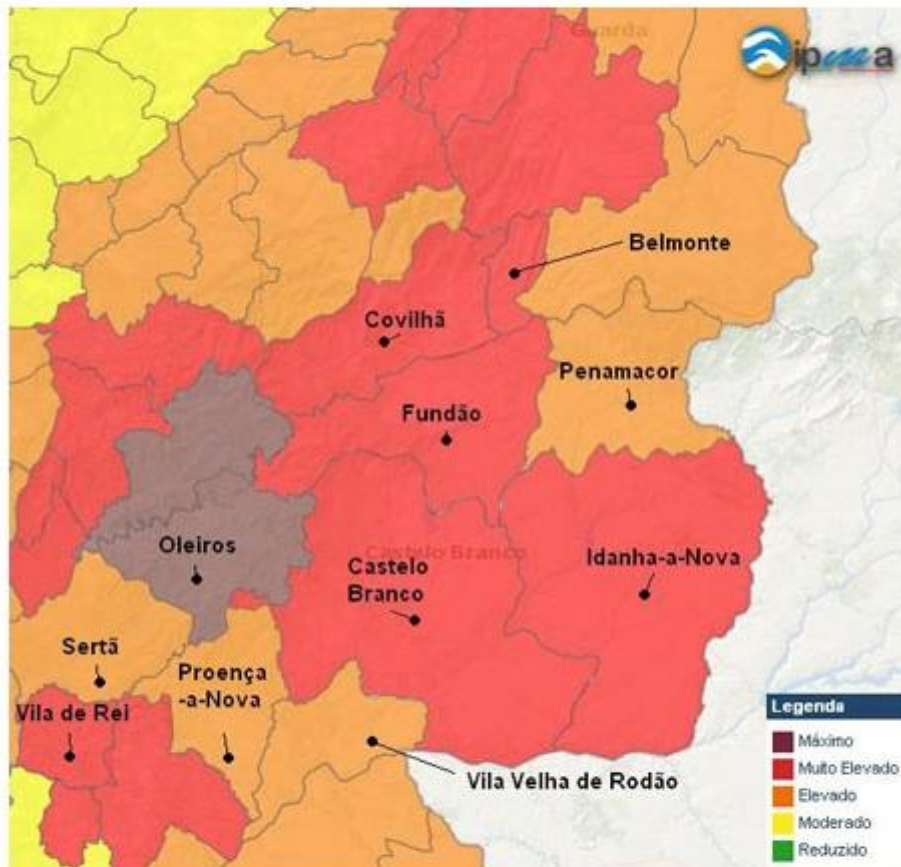 Guarda
ipma
Belmonte
Covilhã
Penamacor
Fundão
Oleiros
Castelo Branco
Castelo
Branco
Idanha-a-Nova
Sertã
Proença
-a-Nova
Vila de Rei
Vila Velha de Rodão
Legenda
Máximo
Muito Elevado
Elevado
Moderado
Reduzido